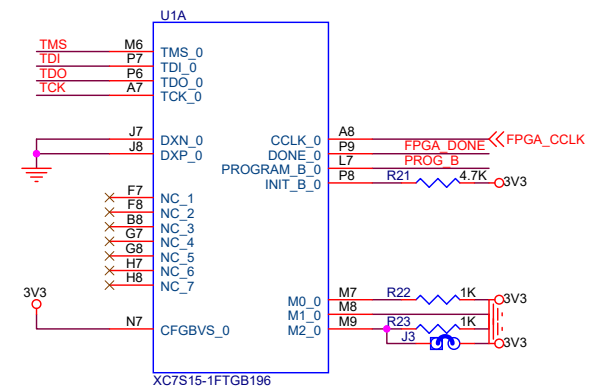 U1A
TMS M6 TMS_0
TDI P7 TDI_0
TDO P6 TDO_0
TCK A7 TCK_0
J7 DXN_0 CCLK_0 A8 FPGA_CCLK
J8 DXP_0 DONE_0 P9 FPGA_DONE
PROGRAM_B_0 L7 PROG_B
INIT_B_0 P8 R21 4.7K 3V3
F7 NC_1
F8 NC_2
B8 NC_3
G7 NC_4
G8 NC_5
H7 NC_6
H8 NC_7
3V3
M0_0 M7 R22 1K 3V3
M1_0 M8
N7 CFGBVS_0 M2_0 M9 R23 1K
J3 3V3
XC7S15-1FTGB196